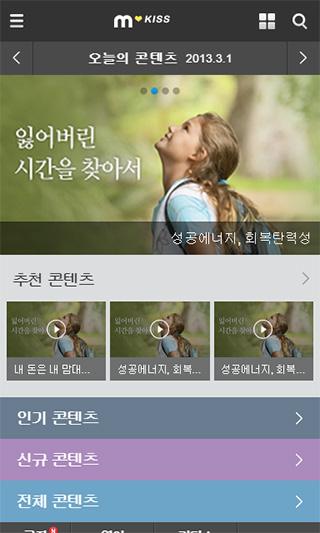 m KISS
오늘의 콘텐츠 2013.3.1
잃어버린
시간을 찾아서
성공에너지, 회복탄력성
추천 콘텐츠
잃어버린 시간을 찾아 잃어버린 시간을 찾아 잃어버린 시간을 찾아
내 돈은 내 맘대... 성공에너지, 회복... 성공에너지, 회복...
인기 콘텐츠
신규 콘텐츠
전체 콘텐츠
N